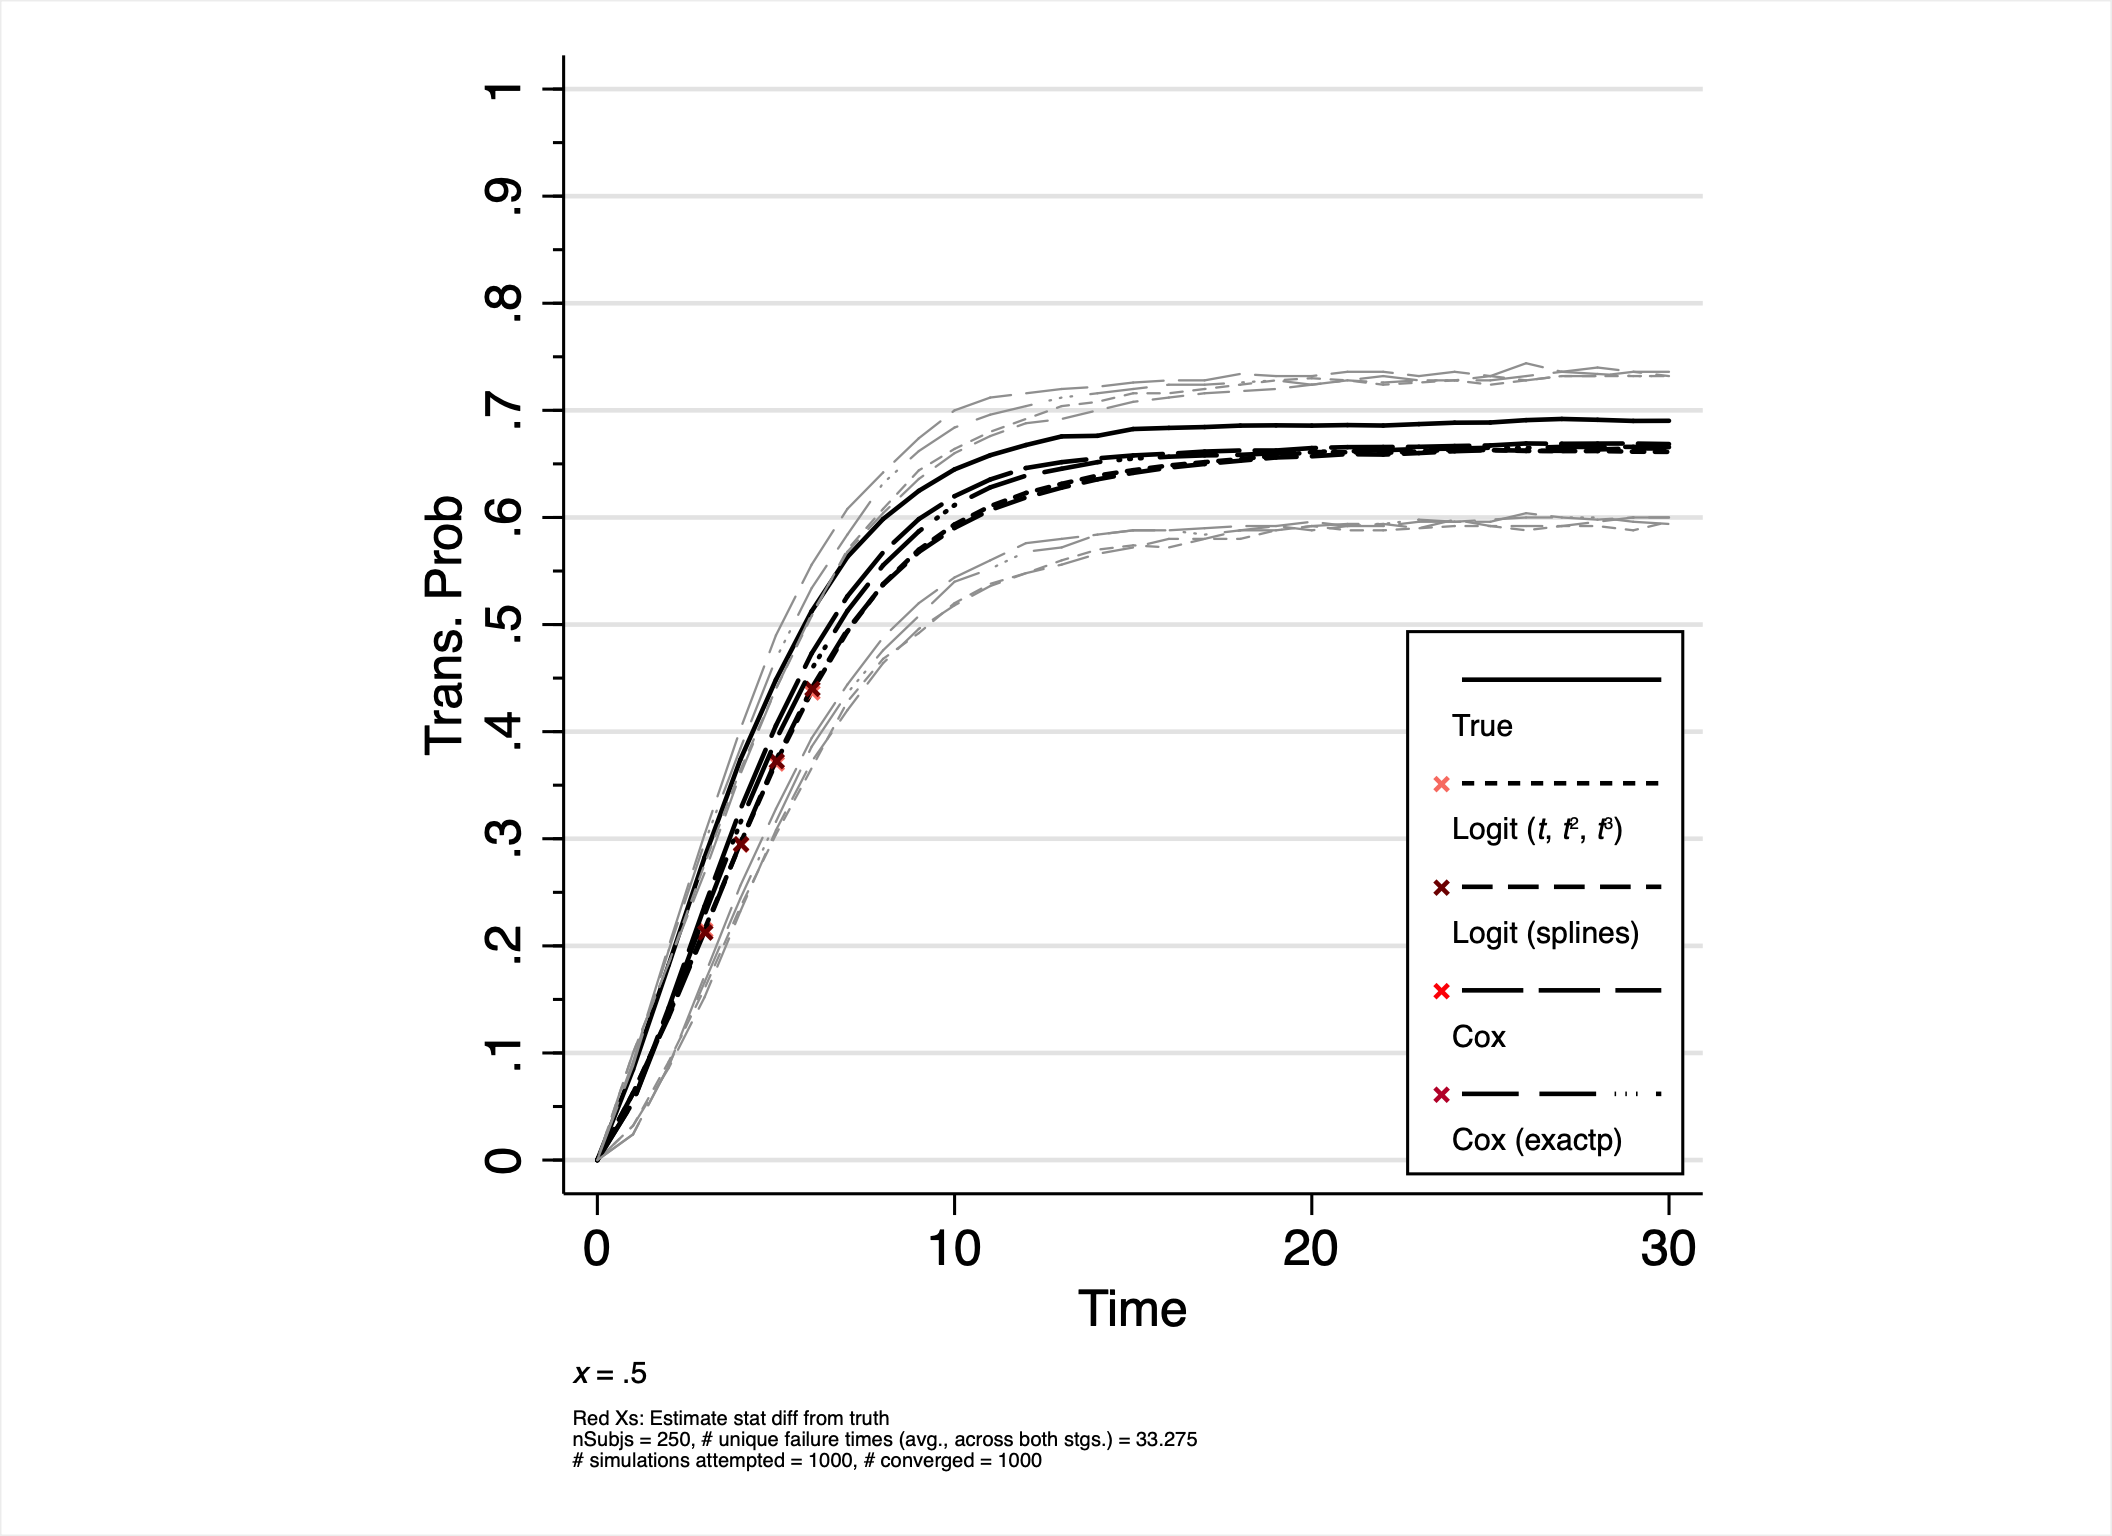 1
.9
.8
.7
.6
.5
.4
.3
.2
.1
0
Trans. Prob
True
Logit (t, t², t³)
Logit (splines)
Cox
Cox (exactp)
0 10 20 30
Time
x = .5
Red Xs: Estimate stat diff from truth
nSubjs = 250, # unique failure times (avg., across both stgs.) = 33.275
# simulations attempted = 1000, # converged = 1000